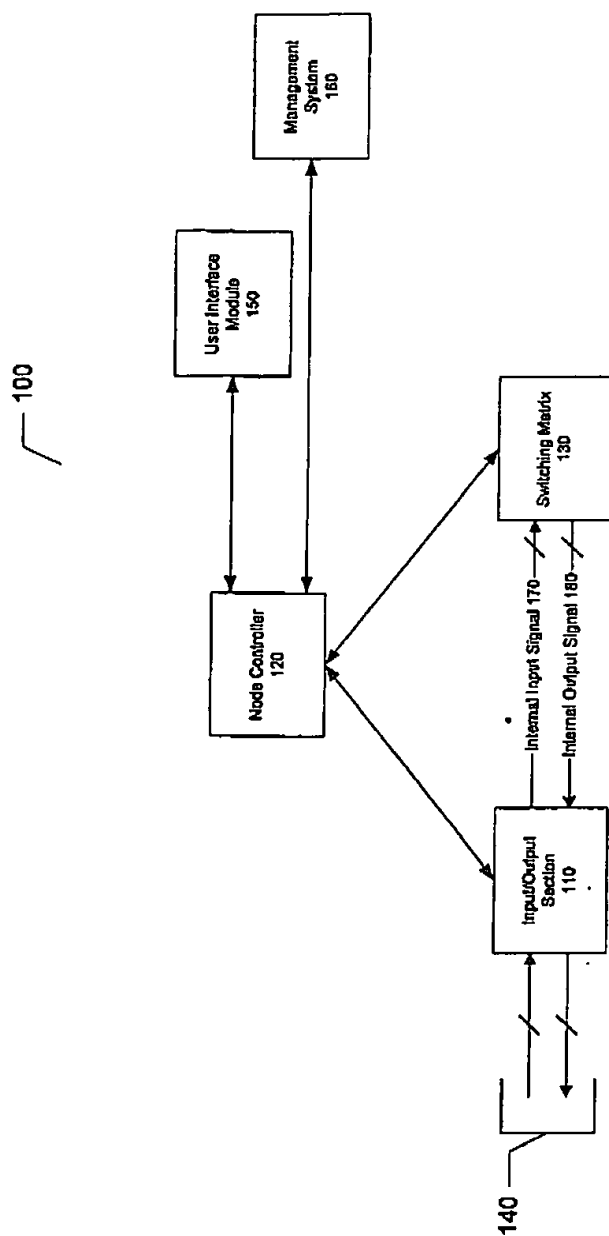 100
Management
System
160
User Interface
Module
150
Node Controller
120
Switching Matrix
130
Internal Input Signal 170
Internal Output Signal 180
Input/Output
Section
110
140